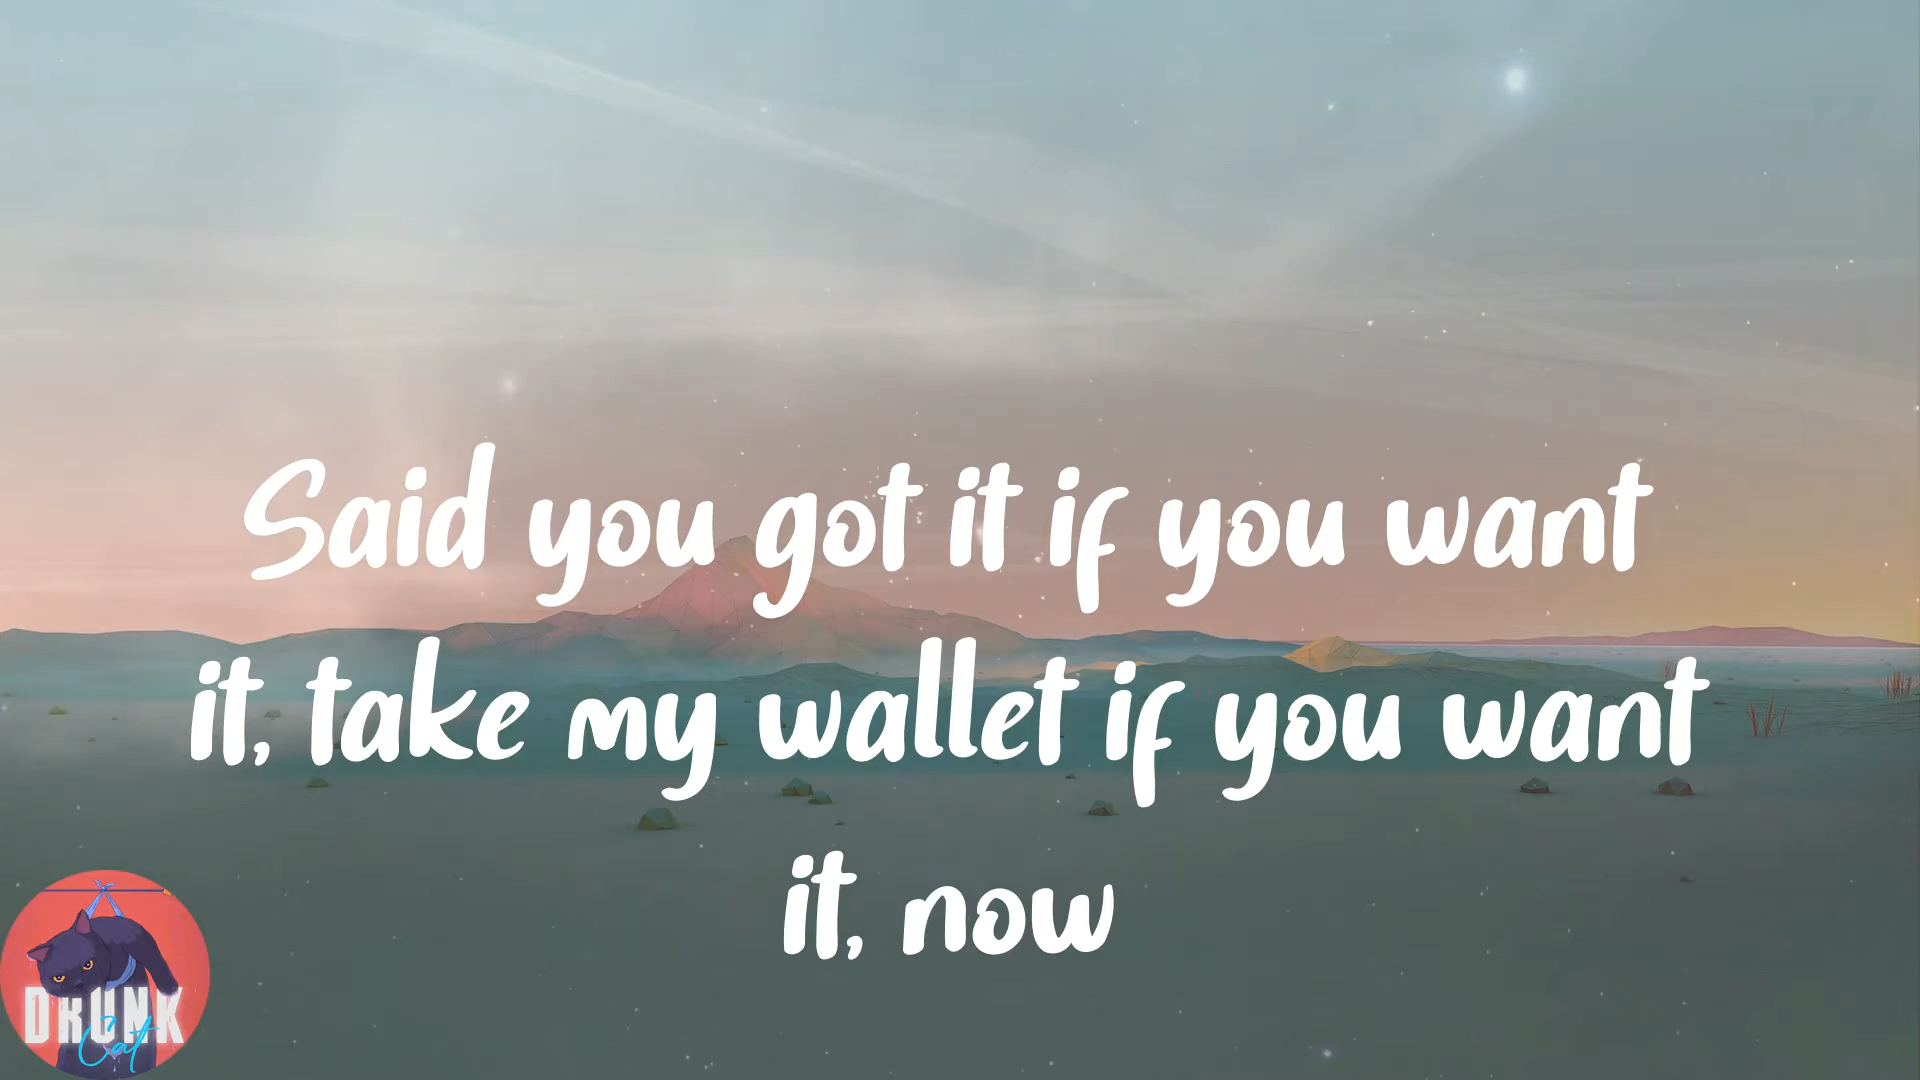 Said you got it if you want
it, take my wallet if you want
it, now
DRUNK
Cat